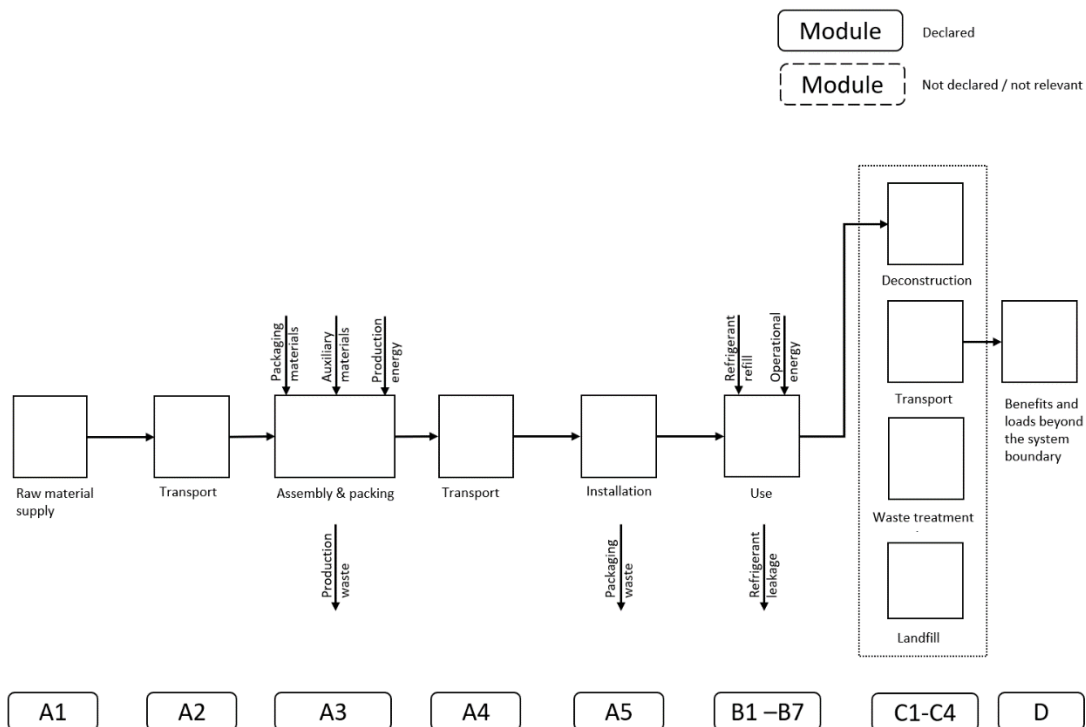 Module Declared
Module Not declared / not relevant
Deconstruction
Packaging
materials
Auxiliary
materials
Production
energy
Refrigerant
refill
Operational
energy
Transport
Benefits and
loads beyond
the system
boundary
Raw material
supply
Transport
Assembly & packing
Transport
Installation
Use
Waste treatment
Production
waste
Packaging
waste
Refrigerant
leakage
Landfill
A1 A2 A3 A4 A5 B1 –B7 C1-C4 D